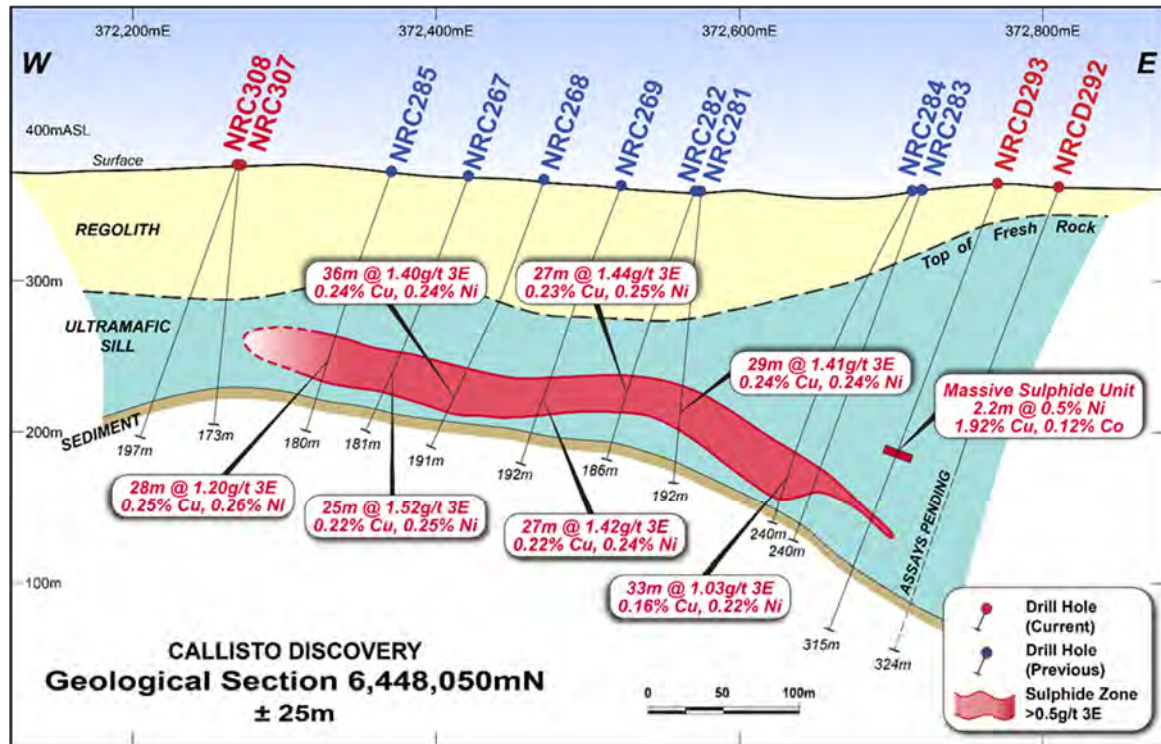 372,200mE
372,400mE
372,600mE
372,800mE
W
E
NRC308
NRC307
NRC285
NRC267
NRC268
NRC269
NRC282
NRC281
NRC284
NRC283
NRCD293
NRCD292
400mASL
Surface
REGOLITH
Top of Fresh Rock
300m
36m @ 1.40g/t 3E
0.24% Cu, 0.24% Ni
27m @ 1.44g/t 3E
0.23% Cu, 0.25% Ni
ULTRAMAFIC
SILL
29m @ 1.41g/t 3E
0.24% Cu, 0.24% Ni
Massive Sulphide Unit
2.2m @ 0.5% Ni
1.92% Cu, 0.12% Co
200m
SEDIMENT
197m
173m
180m
181m
191m
192m
186m
192m
240m
240m
315m
324m
28m @ 1.20g/t 3E
0.25% Cu, 0.26% Ni
25m @ 1.52g/t 3E
0.22% Cu, 0.25% Ni
27m @ 1.42g/t 3E
0.22% Cu, 0.24% Ni
33m @ 1.03g/t 3E
0.16% Cu, 0.22% Ni
ASSAYS PENDING
100m
CALLISTO DISCOVERY
Geological Section 6,448,050mN
± 25m
0 50 100m
Drill Hole
(Current)
Drill Hole
(Previous)
Sulphide Zone
>0.5g/t 3E